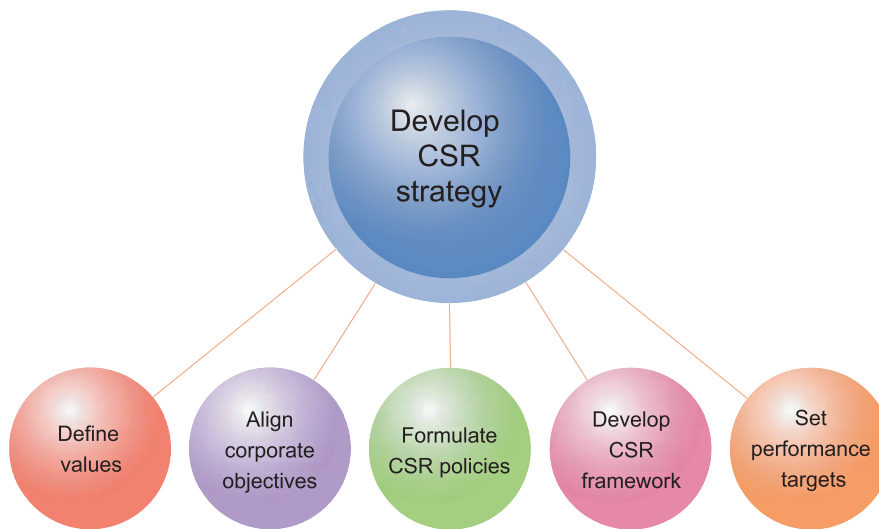 Develop
CSR
strategy
Define
values
Align
corporate
objectives
Formulate
CSR policies
Develop
CSR
framework
Set
performance
targets